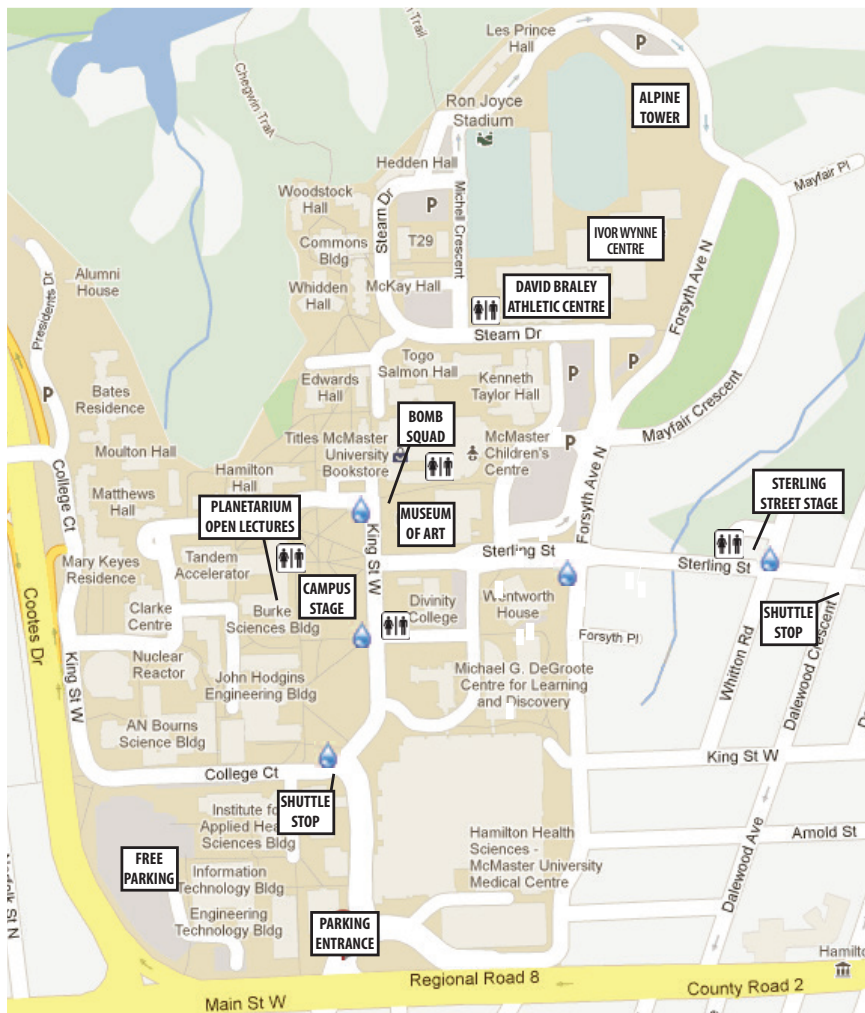 Les Prince
Hall
P
Chegwin Trail
Trail
ALPINE
TOWER
Ron Joyce
Stadium
Hedden Hall
Mayfair Pl
Woodstock
Hall
Stearn Dr
P
Michell Crescent
T29
Commons
Bldg
IVOR WYNNE
CENTRE
Forsyth Ave N
Presidents Dr
Alumni
House
Whidden
Hall
McKay Hall
DAVID BRALEY
ATHLETIC CENTRE
Stearn Dr
P
Togo
Salmon Hall
Kenneth
Taylor Hall
P
P
Edwards
Hall
Bates
Residence
Mayfair Crescent
BOMB
SQUAD
Titles McMaster
University
Bookstore
McMaster
Children's
Centre
P
Moulton Hall
College Ct
Hamilton
Hall
Matthews
Hall
PLANETARIUM
OPEN LECTURES
MUSEUM
OF ART
Forsyth Ave N
STERLING
STREET STAGE
King St W
Sterling St
Sterling St
Mary Keyes
Residence
Tandem
Accelerator
CAMPUS
STAGE
Divinity
College
Wentworth
House
SHUTTLE
STOP
Cootes Dr
Clarke
Centre
Burke
Sciences Bldg
Forsyth Pl
Whitton Rd
Dalewood Crescent
Nuclear
Reactor
King St W
John Hodgins
Engineering Bldg
Michael G. DeGroote
Centre for Learning
and Discovery
AN Bourns
Science Bldg
King St W
College Ct
SHUTTLE
STOP
Institute for
Applied Health
Sciences Bldg
Hamilton Health
Sciences -
McMaster University
Medical Centre
Arnold St
Dalewood Ave
FREE
PARKING
Information
Technology Bldg
Norfolk St N
Engineering
Technology Bldg
PARKING
ENTRANCE
Hamilton
Regional Road 8
County Road 2
Main St W